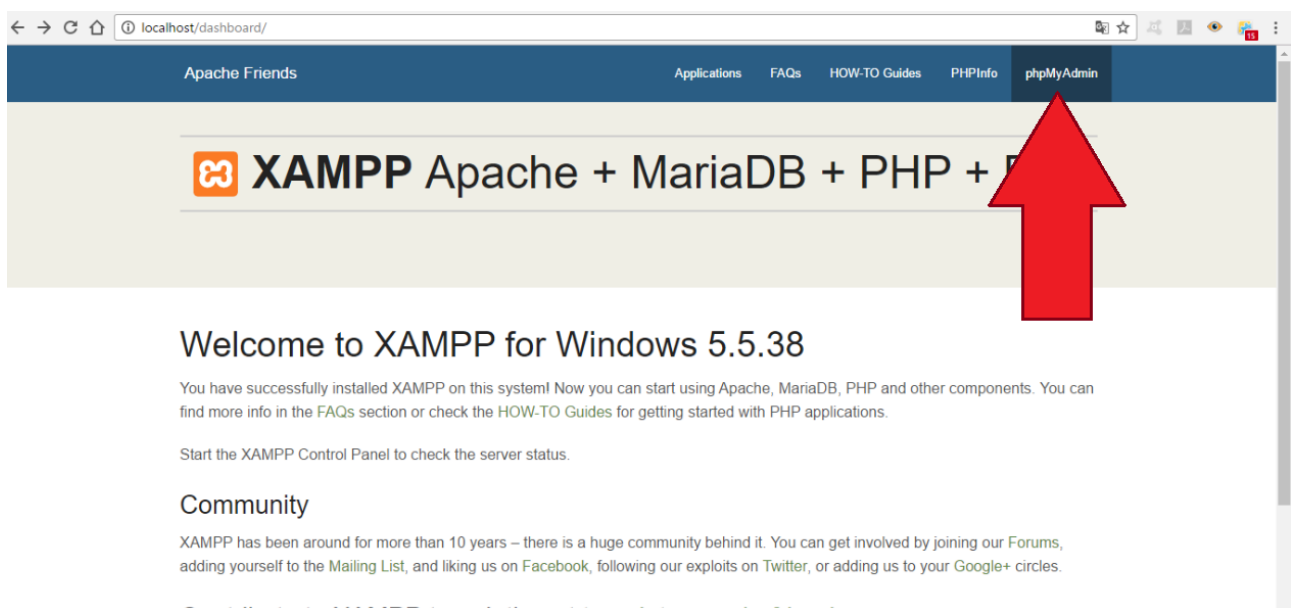 localhost/dashboard/
15
Apache Friends
Applications FAQs HOW-TO Guides PHPInfo phpMyAdmin
XAMPP Apache + MariaDB + PHP +
Welcome to XAMPP for Windows 5.5.38
You have successfully installed XAMPP on this system! Now you can start using Apache, MariaDB, PHP and other components. You can
find more info in the FAQs section or check the HOW-TO Guides for getting started with PHP applications.
Start the XAMPP Control Panel to check the server status.
Community
XAMPP has been around for more than 10 years – there is a huge community behind it. You can get involved by joining our Forums,
adding yourself to the Mailing List, and liking us on Facebook, following our exploits on Twitter, or adding us to your Google+ circles.